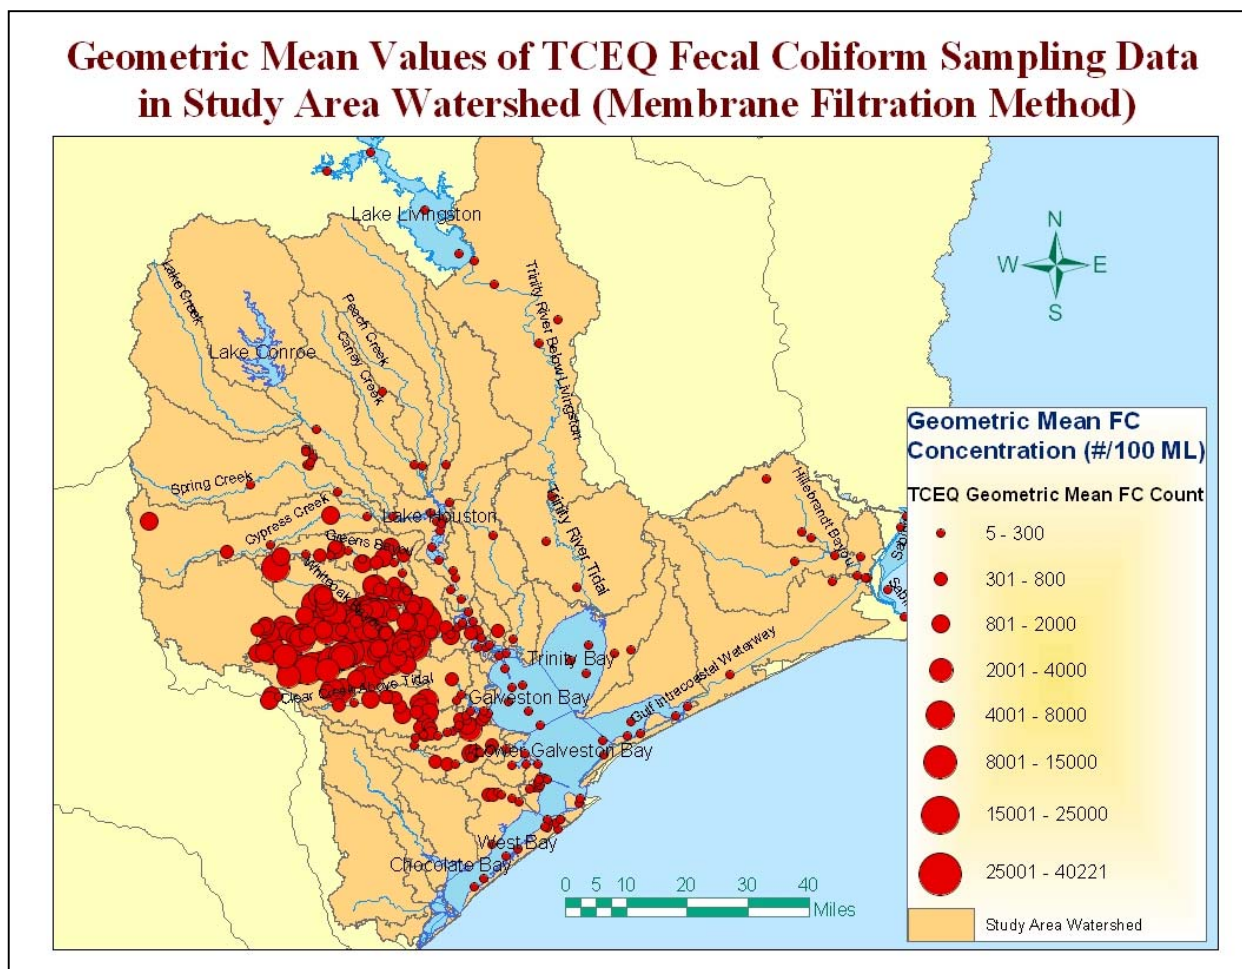 Geometric Mean Values of TCEQ Fecal Coliform Sampling Data
in Study Area Watershed (Membrane Filtration Method)
Lake Livingston
N
W
E
S
Lake Creek
Trinity River Below Livingston
Peach Creek
Caney Creek
Lake Conroe
Spring Creek
Cypress Creek
Lake Houston
Greens Bayou
Hillebrandt Bayou
Trinity River Tidal
Clear Creek Above Tidal
Trinity Bay
Galveston Bay
Gulf Intracoastal Waterway
Lower Galveston Bay
West Bay
Chocolate Bay
0 5 10 20 30 40
Miles
Geometric Mean FC
Concentration (#/100 ML)
TCEQ Geometric Mean FC Count
5 - 300
301 - 800
801 - 2000
2001 - 4000
4001 - 8000
8001 - 15000
15001 - 25000
25001 - 40221
Study Area Watershed